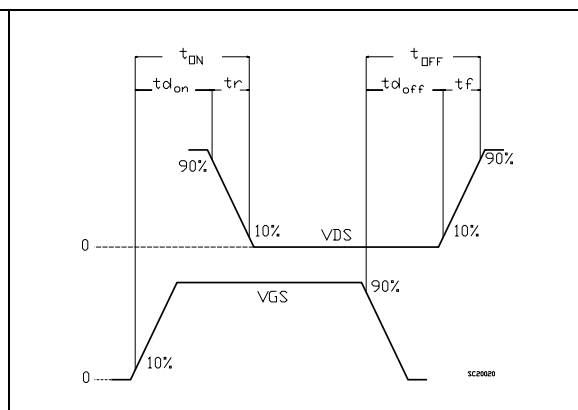 tON tOFF
tdon tr tdoff tf
90% 90%
10% 10%
0 VDS
90%
VGS
10%
0 SC20020